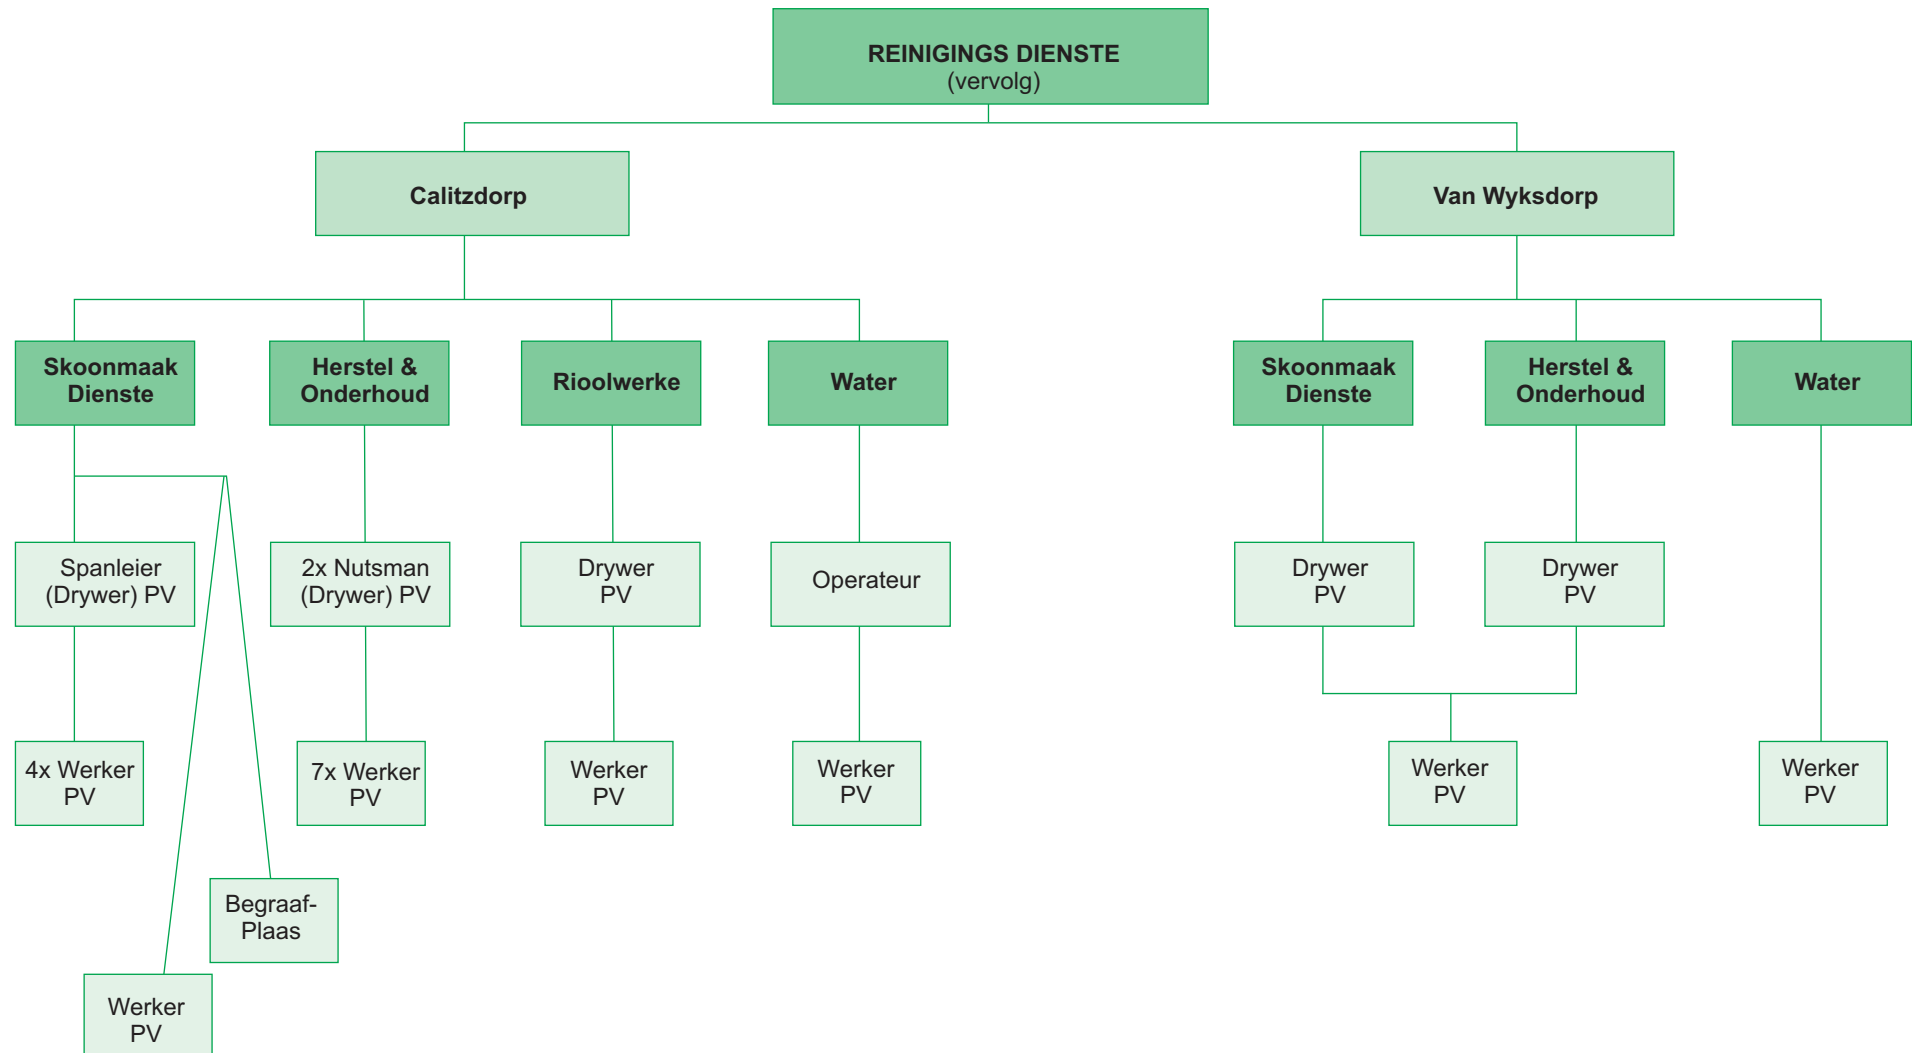 REINIGINGS DIENSTE
(vervolg)
Calitzdorp
Van Wyksdorp
Skoonmaak
Dienste
Herstel &
Onderhoud
Rioolwerke
Water
Skoonmaak
Dienste
Herstel &
Onderhoud
Water
Spanleier
(Drywer) PV
2x Nutsman
(Drywer) PV
Drywer
PV
Operateur
Drywer
PV
Drywer
PV
4x Werker
PV
7x Werker
PV
Werker
PV
Werker
PV
Werker
PV
Werker
PV
Begraaf-
Plaas
Werker
PV